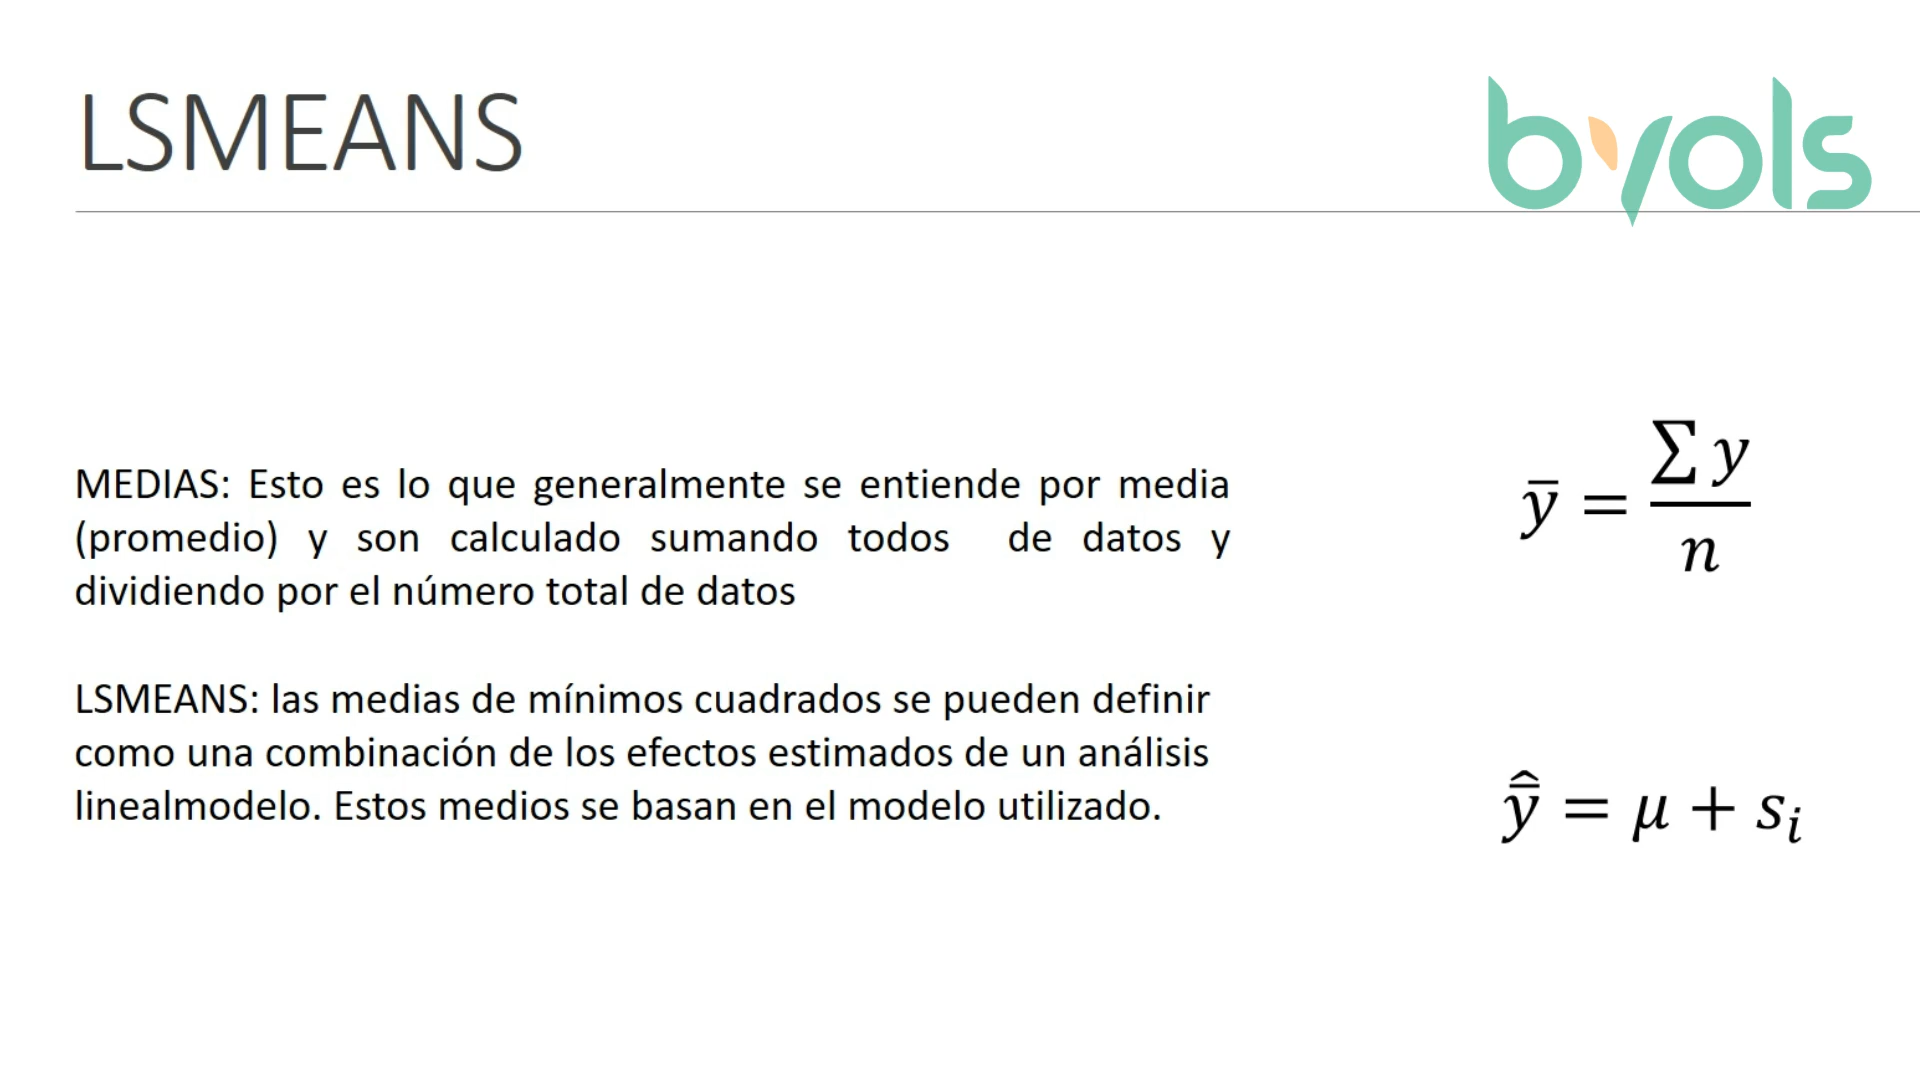 LSMEANS
byols
MEDIAS: Esto es lo que generalmente se entiende por media
(promedio) y son calculado sumando todos de datos y
dividiendo por el número total de datos
ȳ = ∑ y / n
LSMEANS: las medias de mínimos cuadrados se pueden definir
como una combinación de los efectos estimados de un análisis
linealmodelo. Estos medios se basan en el modelo utilizado.
ȳ̂ = μ + sᵢ